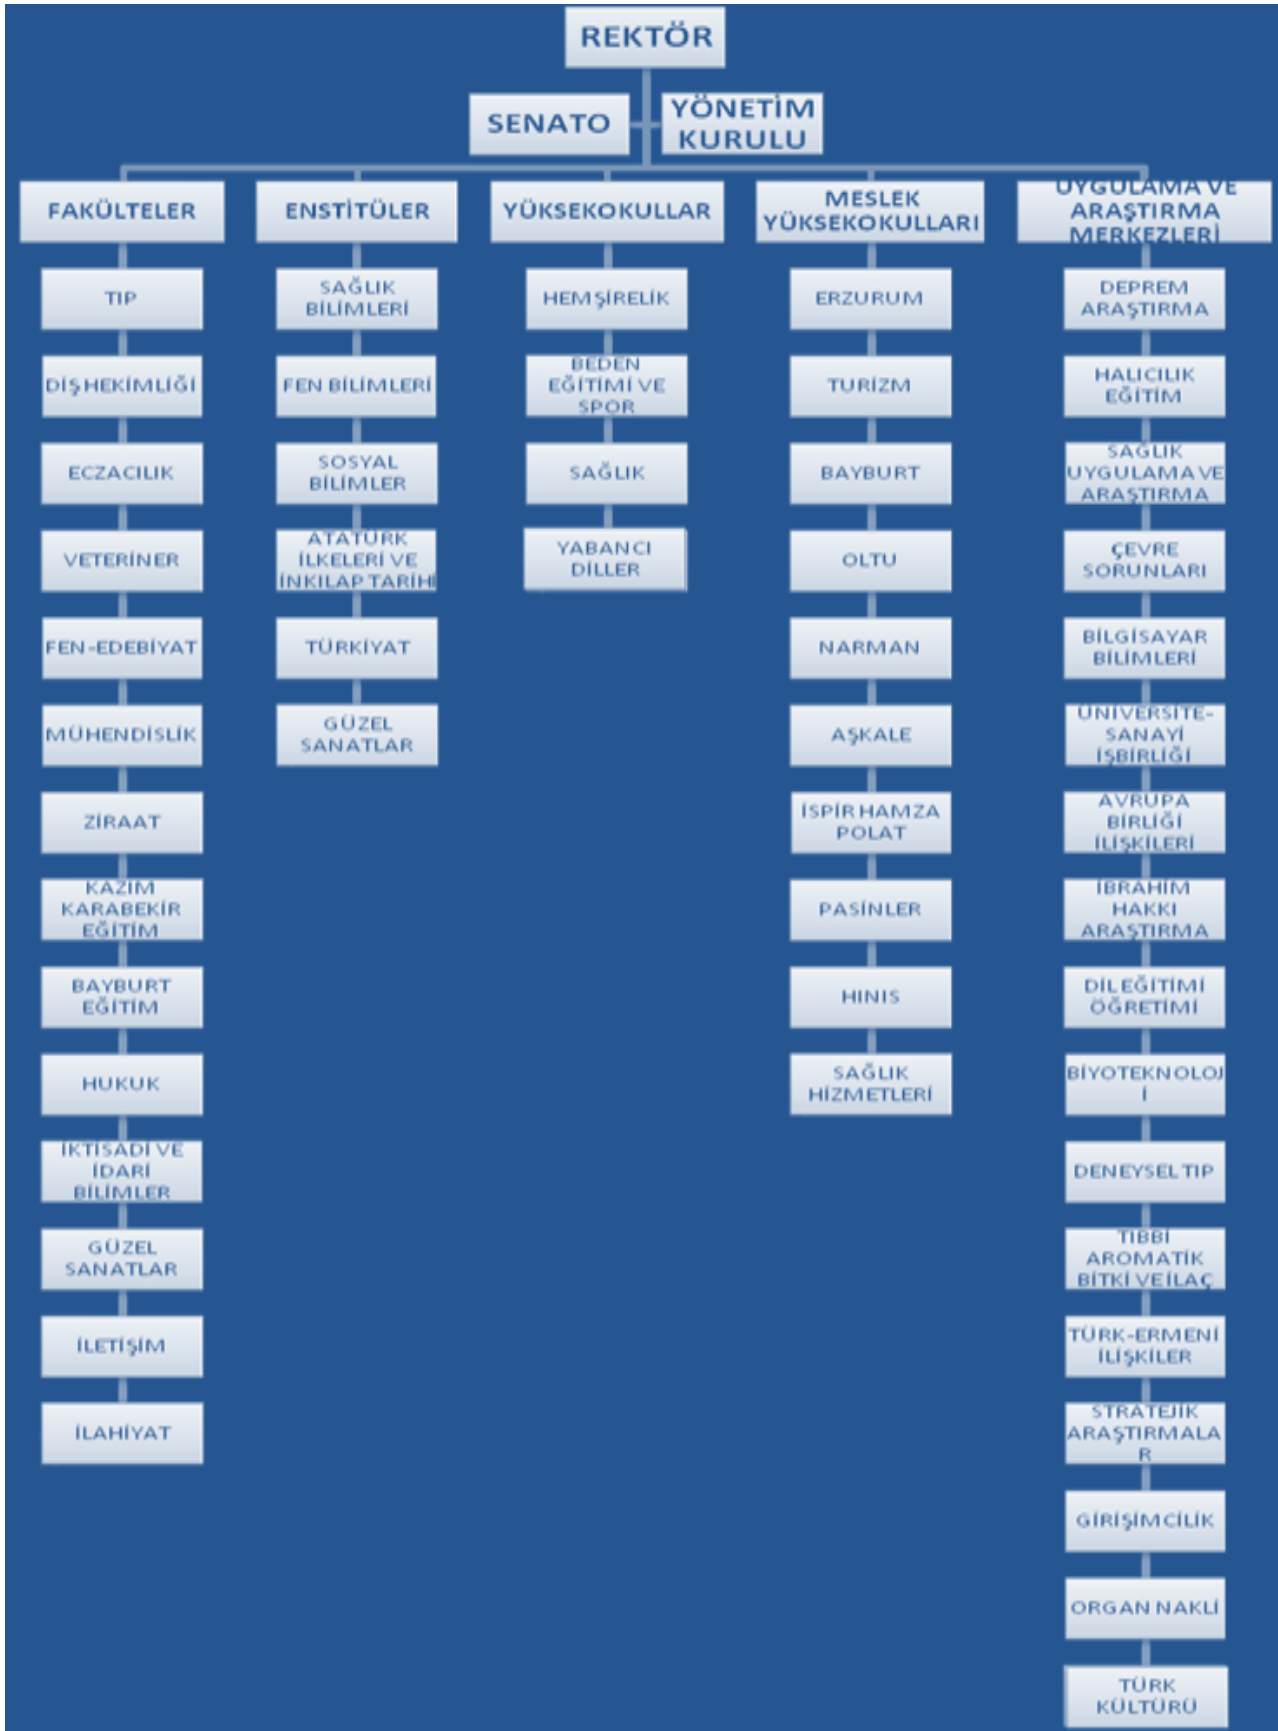 REKTÖR
SENATO
YÖNETİM
KURULU
FAKÜLTELER
TIP
DİŞ HEKİMLİĞİ
ECZACILIK
VETERİNER
FEN-EDEBİYAT
MÜHENDİSLİK
ZİRAAT
KAZIM
KARABEKİR
EĞİTİM
BAYBURT
EĞİTİM
HUKUK
İKTİSADİ VE
İDARİ
BİLİMLER
GÜZEL
SANATLAR
İLETİŞİM
İLAHİYAT
ENSTİTÜLER
SAĞLIK
BİLİMLERİ
FEN BİLİMLERİ
SOSYAL
BİLİMLER
ATATÜRK
İLKELERİ VE
İNKILAP TARİHİ
TÜRKİYAT
GÜZEL
SANATLAR
YÜKSEKOKULLAR
HEMŞİRELİK
BEDEN
EĞİTİMİ VE
SPOR
SAĞLIK
YABANCI
DİLLER
MESLEK
YÜKSEKOKULLARI
ERZURUM
TURİZM
BAYBURT
OLTU
NARMAN
AŞKALE
İSPİR HAMZA
POLAT
PASİNLER
HINIS
SAĞLIK
HİZMETLERİ
UYGULAMA VE
ARAŞTIRMA
MERKEZLERİ
DEPREM
ARAŞTIRMA
HALICILIK
EĞİTİM
SAĞLIK
UYGULAMA VE
ARAŞTIRMA
ÇEVRE
SORUNLARI
BİLGİSAYAR
BİLİMLERİ
ÜNİVERSİTE-
SANAYİ
İŞBİRLİĞİ
AVRUPA
BİRLİĞİ
İLİŞKİLERİ
İBRAHİM
HAKKI
ARAŞTIRMA
DİL EĞİTİMİ
ÖĞRETİMİ
BİYOTEKNOLOJ
İ
DENEYSEL TIP
TIBBİ
AROMATİK
BİTKİ VE İLAÇ
TÜRK-ERMENİ
İLİŞKİLER
STRATEJİK
ARAŞTIRMALA
R
GİRİŞİMCİLİK
ORGAN NAKLİ
TÜRK
KÜLTÜRÜ